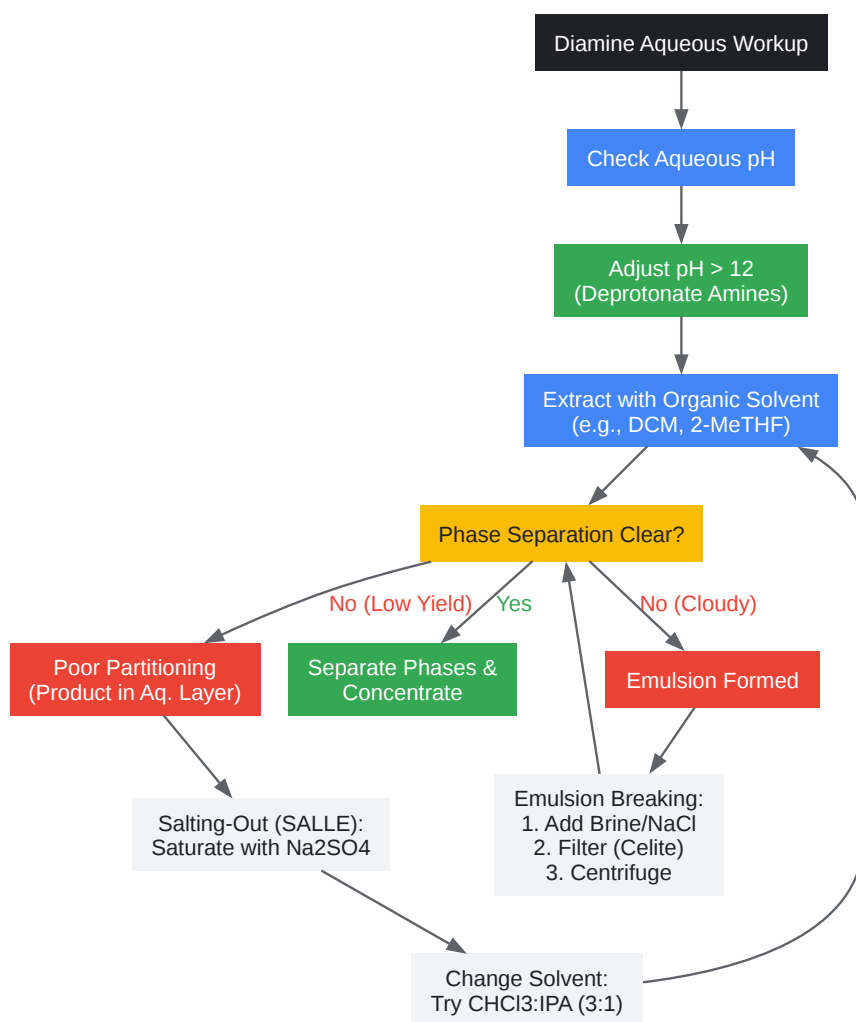 Diamine Aqueous Workup
Check Aqueous pH
Adjust pH > 12
(Deprotonate Amines)
Extract with Organic Solvent
(e.g., DCM, 2-MeTHF)
Phase Separation Clear?
No (Low Yield)
Yes
No (Cloudy)
Poor Partitioning
(Product in Aq. Layer)
Separate Phases &
Concentrate
Emulsion Formed
Salting-Out (SALLE):
Saturate with Na2SO4
Emulsion Breaking:
1. Add Brine/NaCl
2. Filter (Celite)
3. Centrifuge
Change Solvent:
Try CHCl3:IPA (3:1)